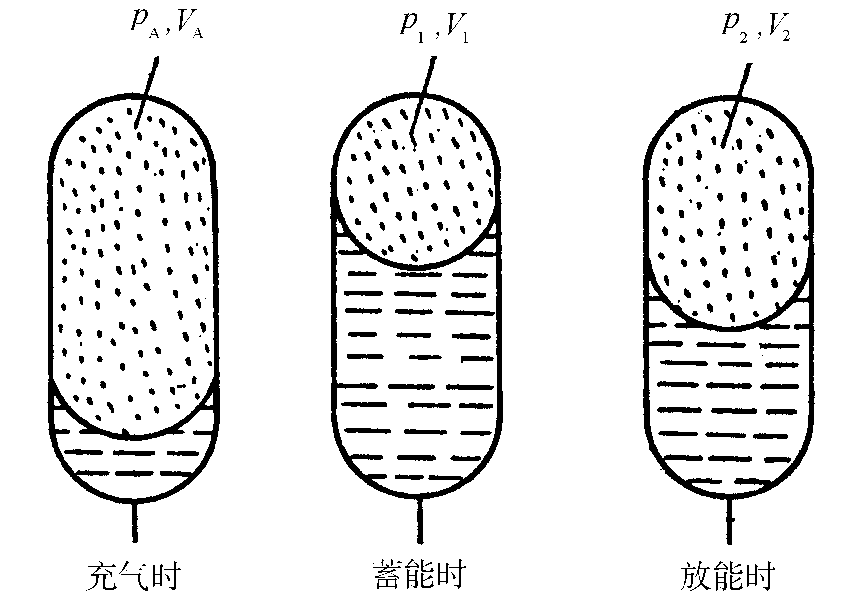 p_A, V_A
p_1, V_1
p_2, V_2
充气时
蓄能时
放能时